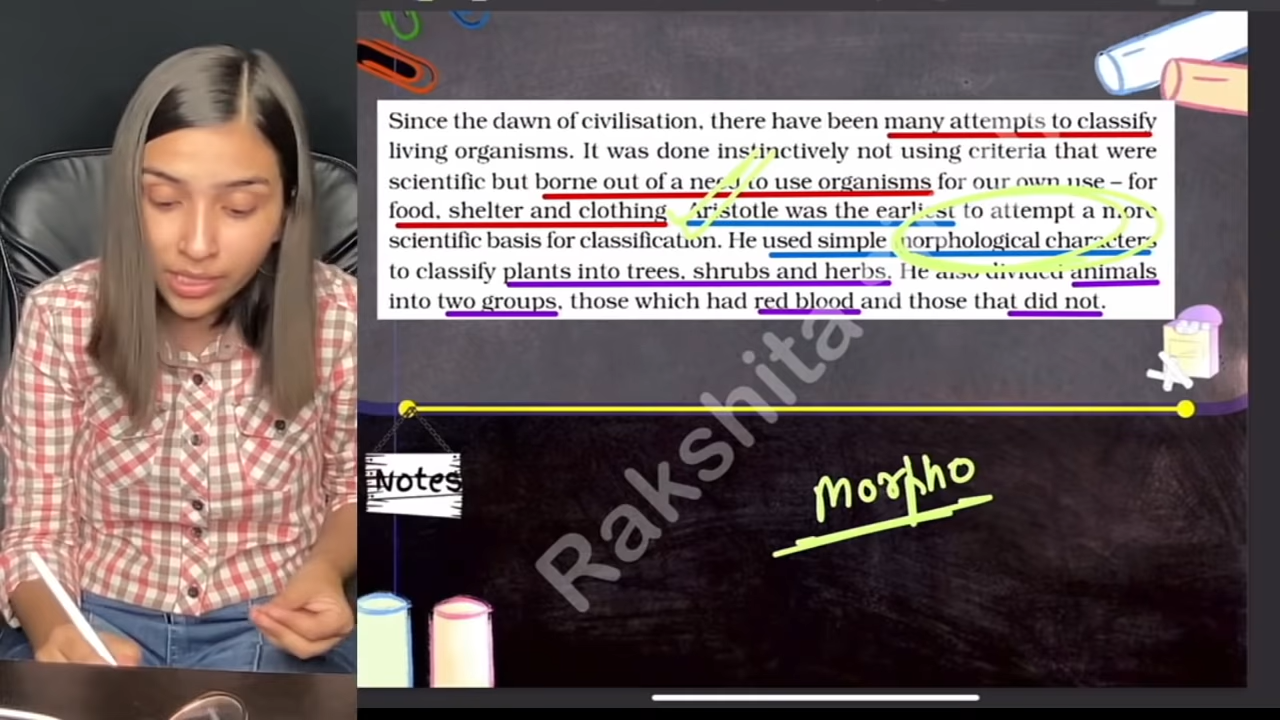 Since the dawn of civilisation, there have been many attempts to classify
living organisms. It was done instinctively not using criteria that were
scientific but borne out of a need to use organisms for our own use – for
food, shelter and clothing. Aristotle was the earliest to attempt a more
scientific basis for classification. He used simple morphological characters
to classify plants into trees, shrubs and herbs. He also divided animals
into two groups, those which had red blood and those that did not.
Notes
Morpho
Rakshita